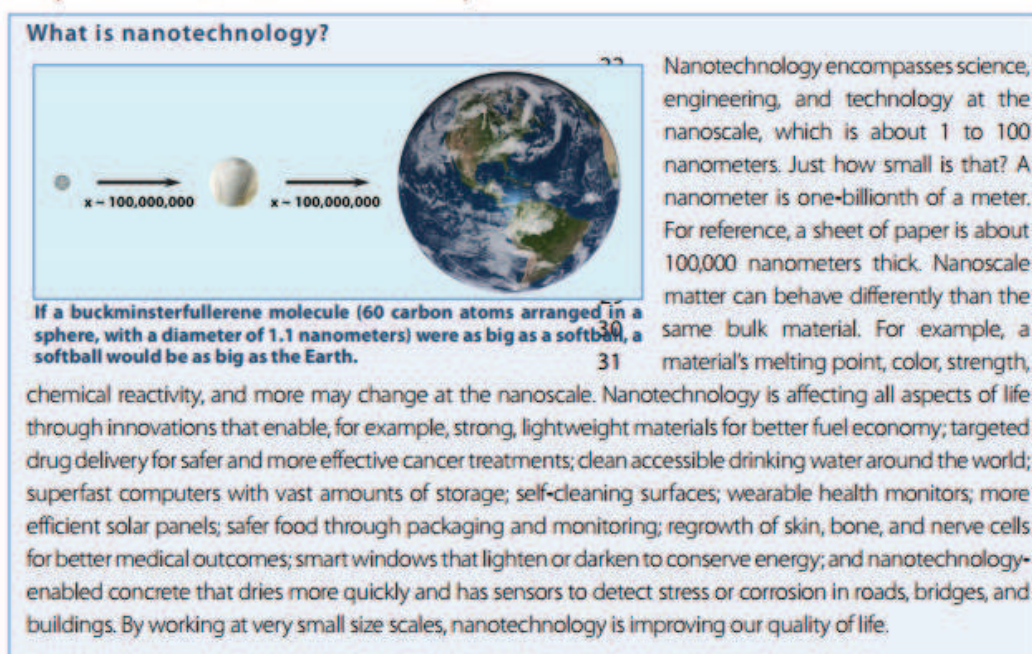 What is nanotechnology?
x ~ 100,000,000
x ~ 100,000,000
If a buckminsterfullerene molecule (60 carbon atoms arranged in a
sphere, with a diameter of 1.1 nanometers) were as big as a softball, a
softball would be as big as the Earth.
30
31
Nanotechnology encompasses science,
engineering, and technology at the
nanoscale, which is about 1 to 100
nanometers. Just how small is that? A
nanometer is one-billionth of a meter.
For reference, a sheet of paper is about
100,000 nanometers thick. Nanoscale
matter can behave differently than the
same bulk material. For example, a
material's melting point, color, strength,
chemical reactivity, and more may change at the nanoscale. Nanotechnology is affecting all aspects of life
through innovations that enable, for example, strong, lightweight materials for better fuel economy; targeted
drug delivery for safer and more effective cancer treatments; clean accessible drinking water around the world;
superfast computers with vast amounts of storage; self-cleaning surfaces; wearable health monitors; more
efficient solar panels; safer food through packaging and monitoring; regrowth of skin, bone, and nerve cells
for better medical outcomes; smart windows that lighten or darken to conserve energy; and nanotechnology-
enabled concrete that dries more quickly and has sensors to detect stress or corrosion in roads, bridges, and
buildings. By working at very small size scales, nanotechnology is improving our quality of life.